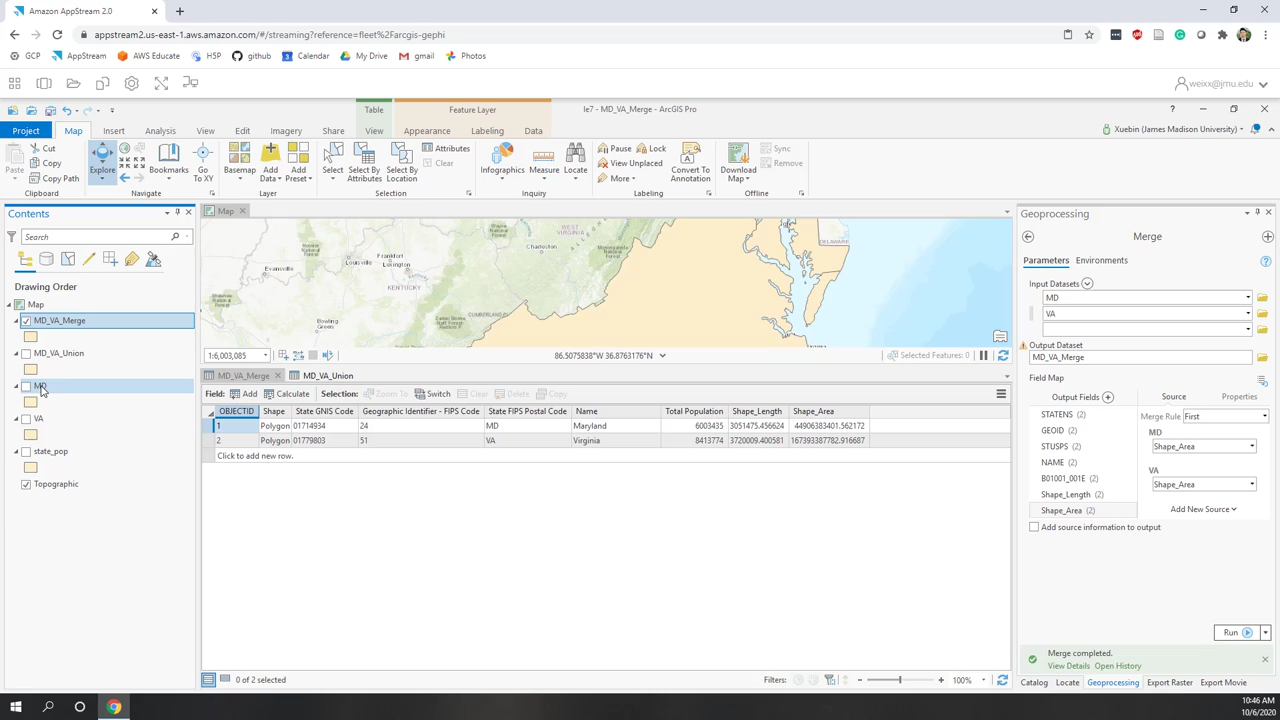 Amazon AppStream 2.0
appstream2.us-east-1.aws.amazon.com/#/streaming?reference=fleet%2Farcgis-gephi
GCP AppStream AWS Educate H5P github Calendar My Drive gmail Photos
weixx@jmu.edu
Table Feature Layer le7 - MD_VA_Merge - ArcGIS Pro
Project Map Insert Analysis View Edit Imagery Share View Appearance Labeling Data Xuebin (James Madison University)
Paste Cut Copy Copy Path
Clipboard
Explore Bookmarks Go To XY
Navigate
Basemap Add Data Add Preset
Layer
Select Select By Attributes Select By Location Attributes Clear
Selection
Infographics Measure Locate
Inquiry
Pause Lock View Unplaced More Convert To Annotation
Labeling
Download Map Sync Remove
Offline
Contents
Search
Drawing Order
Map
MD_VA_Merge
MD_VA_Union
MD
VA
state_pop
Topographic
Map
WEST VIRGINIA
Charleston
DELAWARE
Evansville Louisville Frankfort Lexington
KENTUCKY
Bowling Green
1:6,003,085 86.5075838°W 36.8763176°N Selected Features: 0
MD_VA_Merge MD_VA_Union
Field: Add Calculate Selection: Zoom To Switch Clear Delete Copy
OBJECTID Shape State GNIS Code Geographic Identifier - FIPS Code State FIPS Postal Code Name Total Population Shape_Length Shape_Area
1 Polygon 01714934 24 MD Maryland 6003435 3051475.456624 44906383401.562172
2 Polygon 01779803 51 VA Virginia 8413774 3720009.400581 167393387782.916687
Click to add new row.
0 of 2 selected Filters: 100%
Geoprocessing
Merge
Parameters Environments
Input Datasets
MD
VA
Output Dataset
MD_VA_Merge
Field Map
Output Fields Source Properties
STATENS (2)
GEOID (2)
STUSPS (2)
NAME (2)
B01001_001E (2)
Shape_Length (2)
Shape_Area (2)
Merge Rule First
MD
Shape_Area
VA
Shape_Area
Add New Source
Add source information to output
Run
Merge completed.
View Details Open History
Catalog Locate Geoprocessing Export Raster Export Movie
10:46 AM
10/6/2020